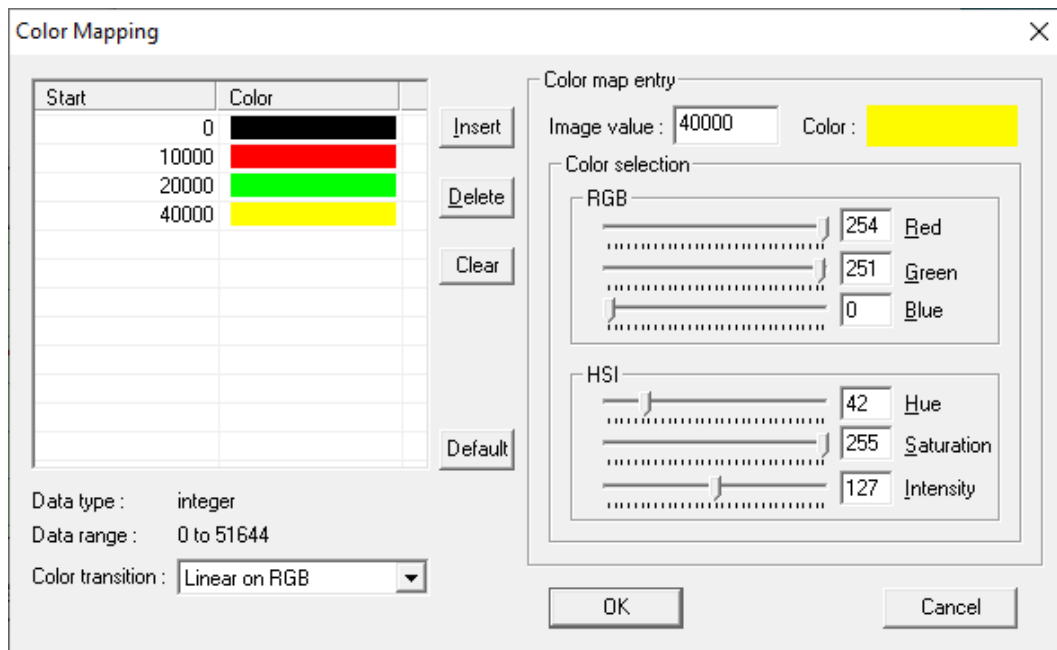 Color Mapping
Start Color
0
10000
20000
40000
Insert
Delete
Clear
Default
Data type : integer
Data range : 0 to 51644
Color transition : Linear on RGB
Color map entry
Image value : 40000 Color :
Color selection
RGB
254 Red
251 Green
0 Blue
HSI
42 Hue
255 Saturation
127 Intensity
OK Cancel